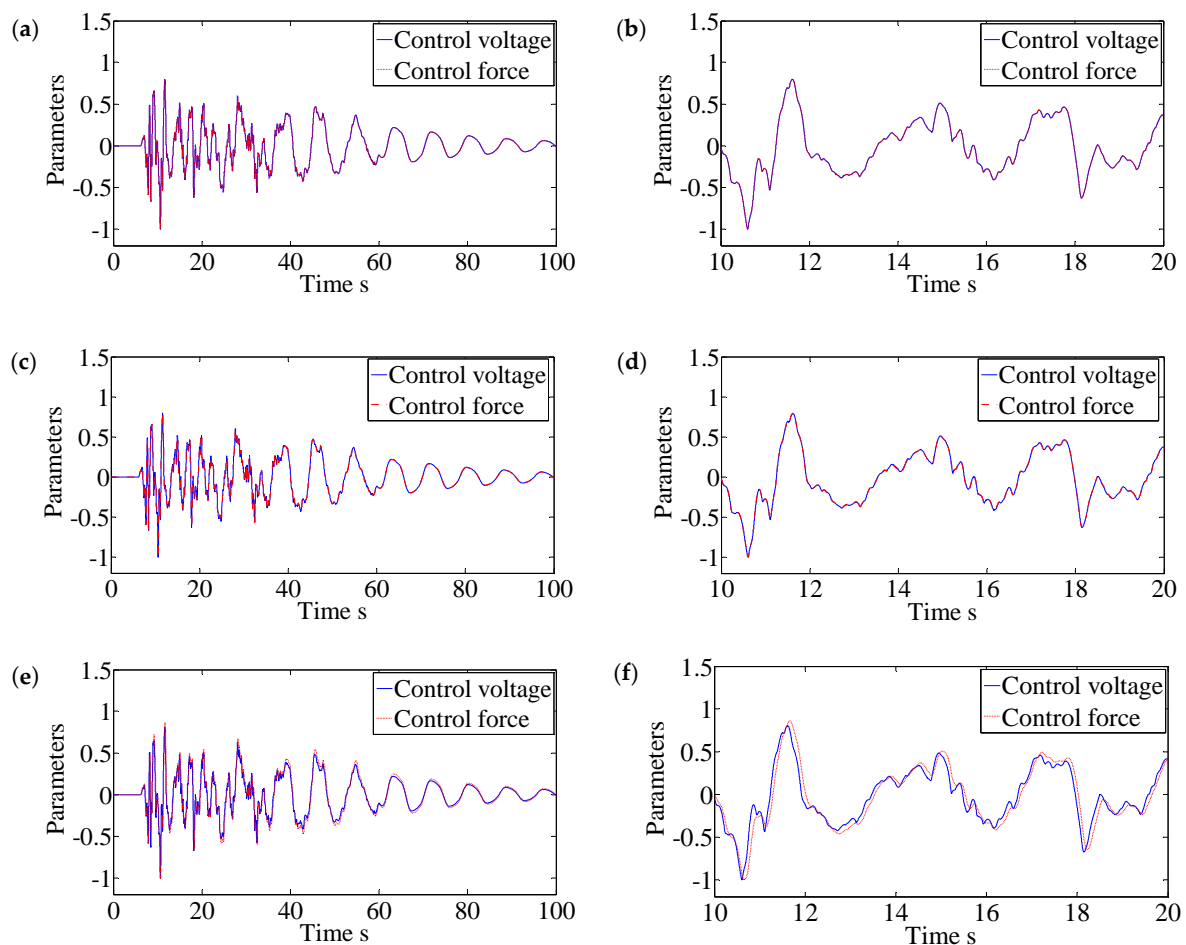 (a)
1.5
1
0.5
0
-0.5
-1
Parameters
Control voltage
Control force
0 20 40 60 80 100
Time s
(b)
1.5
1
0.5
0
-0.5
-1
Parameters
Control voltage
Control force
10 12 14 16 18 20
Time s
(c)
1.5
1
0.5
0
-0.5
-1
Parameters
Control voltage
Control force
0 20 40 60 80 100
Time s
(d)
1.5
1
0.5
0
-0.5
-1
Parameters
Control voltage
Control force
10 12 14 16 18 20
Time s
(e)
1.5
1
0.5
0
-0.5
-1
Parameters
Control voltage
Control force
0 20 40 60 80 100
Time s
(f)
1.5
1
0.5
0
-0.5
-1
Parameters
Control voltage
Control force
10 12 14 16 18 20
Time s